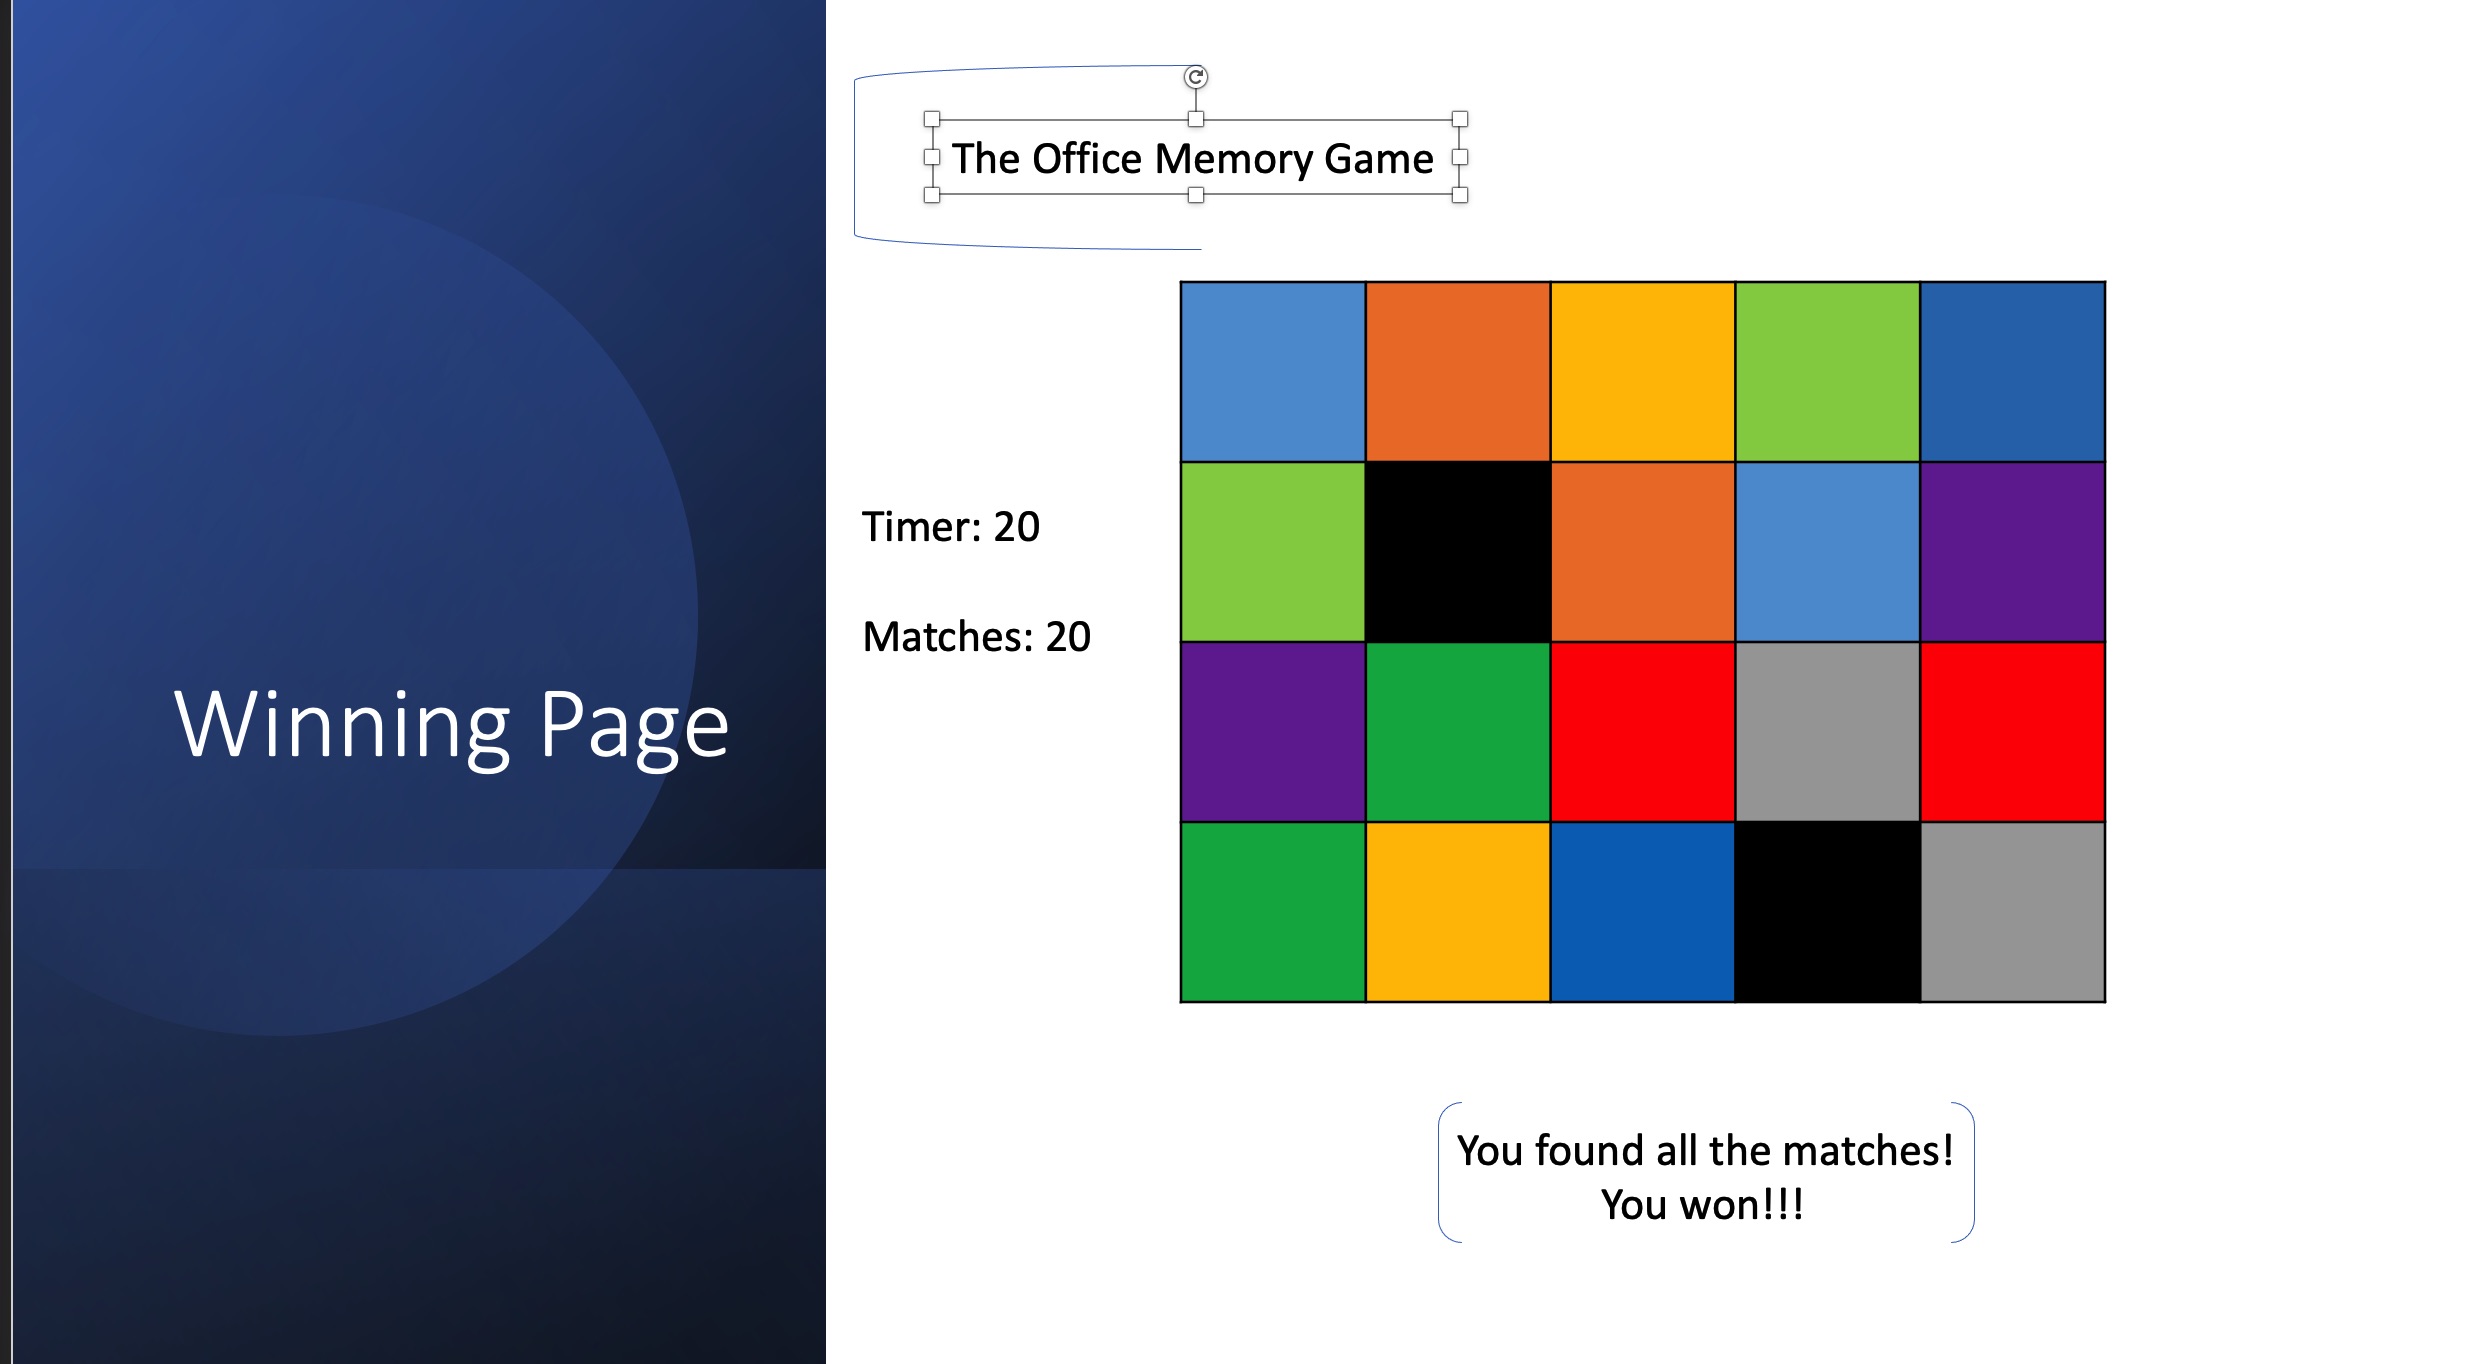 Winning Page
The Office Memory Game
Timer: 20
Matches: 20
You found all the matches!
You won!!!